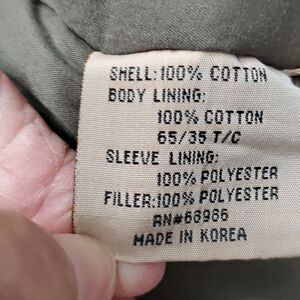 SHELL: 100% COTTON
BODY LINING:
100% COTTON
65/35 T/C
SLEEVE LINING:
100% POLYESTER
FILLER: 100% POLYESTER
RN#68986
MADE IN KOREA